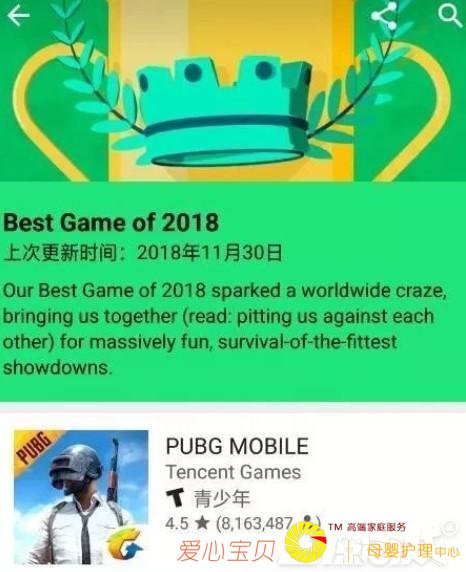 Best Game of 2018
上次更新时间：2018年11月30日
Our Best Game of 2018 sparked a worldwide craze,
bringing us together (read: pitting us against each
other) for massively fun, survival-of-the-fittest
showdowns.
PUBG
PUBG MOBILE
Tencent Games
T 青少年
4.5 ★ (8,163,487
TM 高端家庭服务
爱心宝贝
母婴护理中心